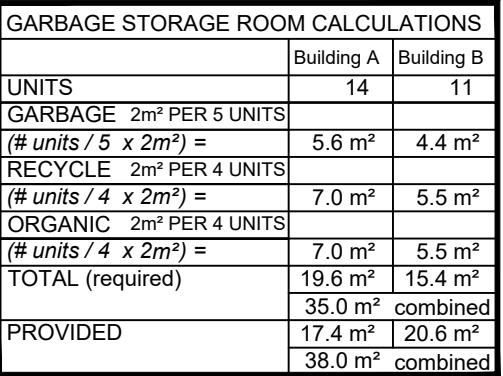 GARBAGE STORAGE ROOM CALCULATIONS
Building A Building B
UNITS 14 11
GARBAGE 2m² PER 5 UNITS
(# units / 5 x 2m²) = 5.6 m² 4.4 m²
RECYCLE 2m² PER 4 UNITS
(# units / 4 x 2m²) = 7.0 m² 5.5 m²
ORGANIC 2m² PER 4 UNITS
(# units / 4 x 2m²) = 7.0 m² 5.5 m²
TOTAL (required) 19.6 m² 15.4 m²
35.0 m² combined
PROVIDED 17.4 m² 20.6 m²
38.0 m² combined